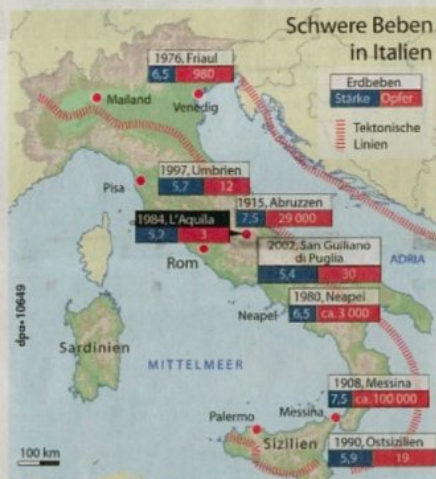 Schwere Beben
in Italien
Erdbeben
Stärke Opfer
Tektonische
Linien
1976, Friaul
6,5 980
Mailand
Venedig
1997, Umbrien
5,7 12
Pisa
1915, Abruzzen
7,5 29 000
1984, L'Aquila
5,2 3
Rom
2002, San Guiliano
di Puglia
5,4 30
ADRIA
1980, Neapel
6,5 ca. 3 000
Neapel
dpa•10649
Sardinien
MITTELMEER
1908, Messina
7,5 ca. 100 000
Palermo
Messina
Sizilien
1990, Ostsizilien
5,9 19
100 km